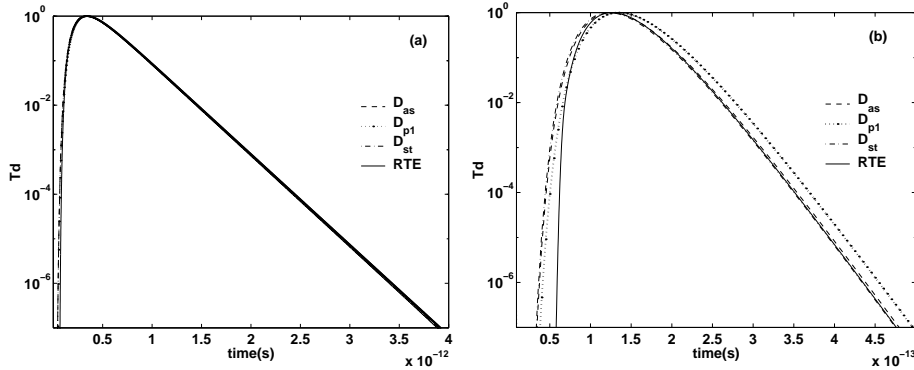 (a)
10^0
10^−2
10^−4
10^−6
Td
D_as
D_p1
D_st
RTE
0.5 1 1.5 2 2.5 3 3.5 4
time(s)
x 10^−12
(b)
10^0
10^−2
10^−4
10^−6
Td
D_as
D_p1
D_st
RTE
0.5 1 1.5 2 2.5 3 3.5 4 4.5
time(s)
x 10^−13